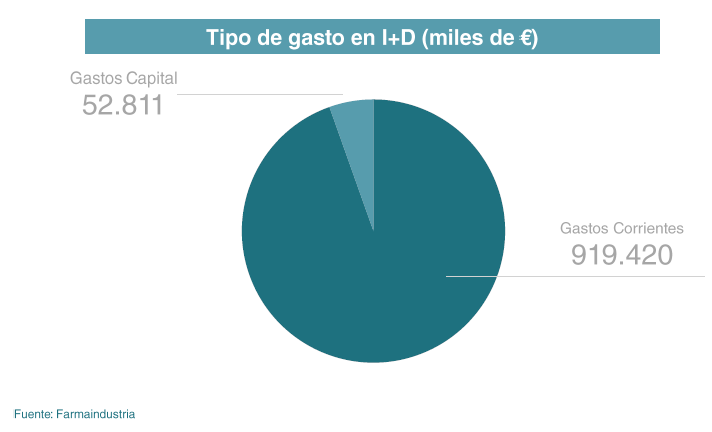 Tipo de gasto en I+D (miles de €)
Gastos Capital
52.811
Gastos Corrientes
919.420
Fuente: Farmaindustria